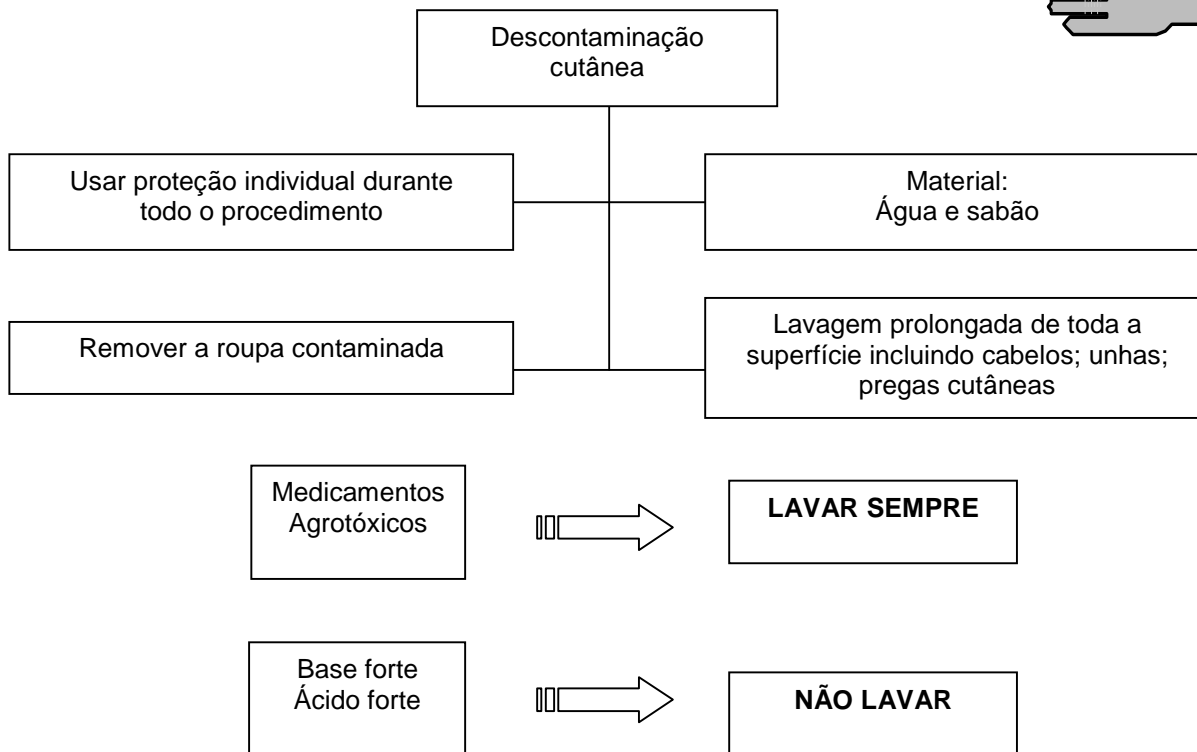 Descontaminação
cutânea
Usar proteção individual durante
todo o procedimento
Material:
Água e sabão
Remover a roupa contaminada
Lavagem prolongada de toda a
superfície incluindo cabelos; unhas;
pregas cutâneas
Medicamentos
Agrotóxicos
LAVAR SEMPRE
Base forte
Ácido forte
NÃO LAVAR